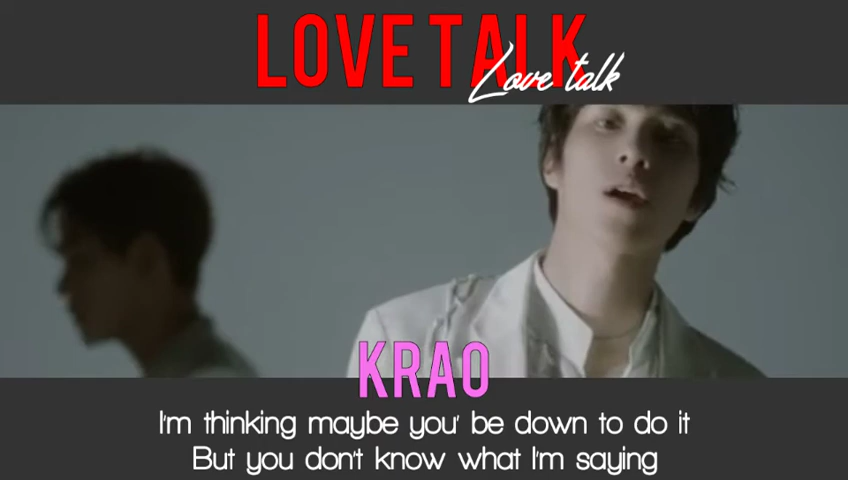 LOVE TALK
Love talk
KRAO
I'm thinking maybe you' be down to do it
But you don't know what I'm saying